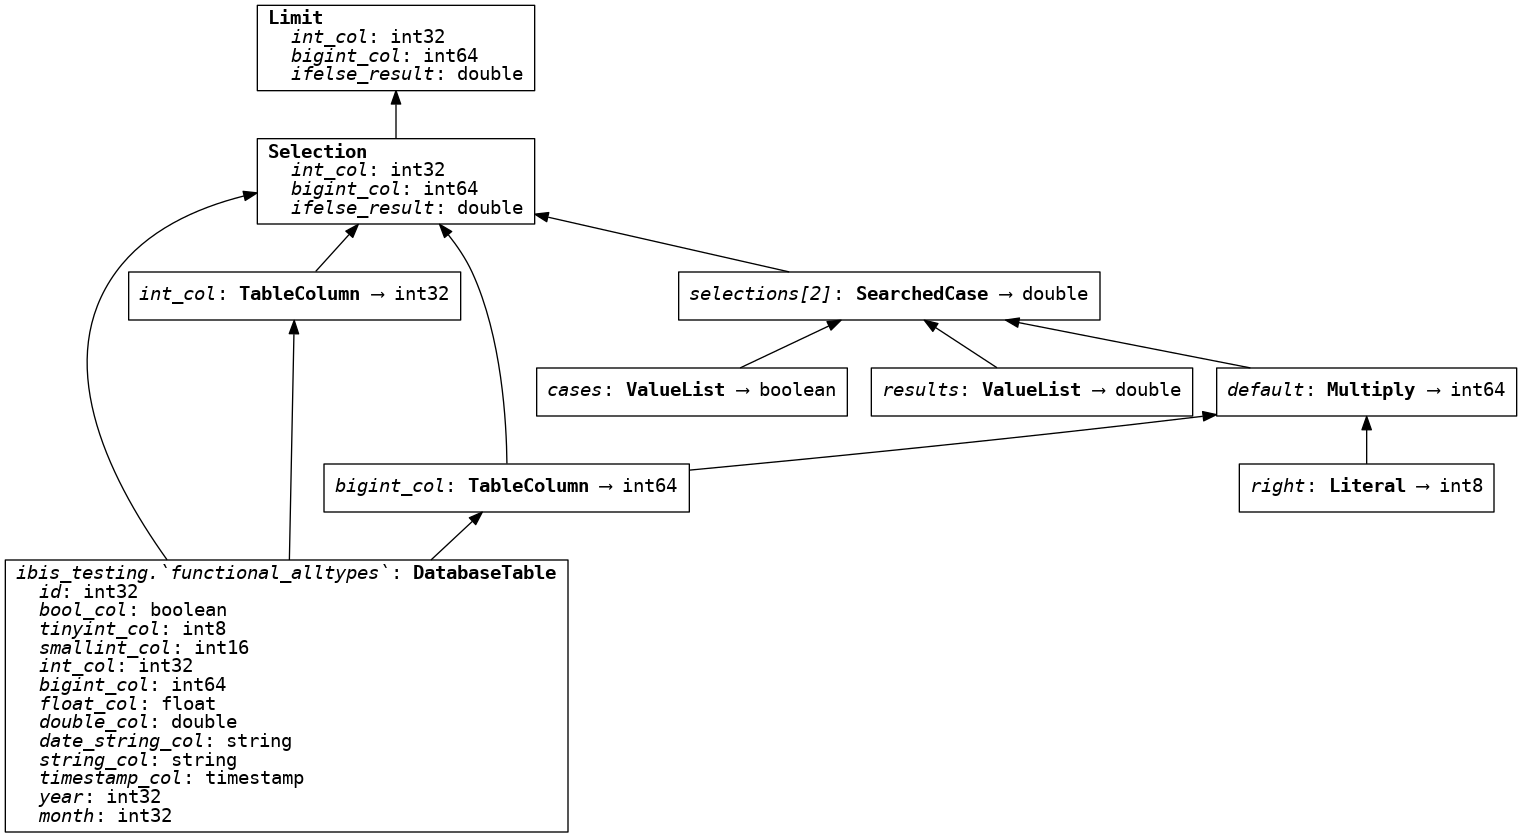 Limit
int_col: int32
bigint_col: int64
ifelse_result: double
Selection
int_col: int32
bigint_col: int64
ifelse_result: double
int_col: TableColumn → int32
selections[2]: SearchedCase → double
cases: ValueList → boolean
results: ValueList → double
default: Multiply → int64
bigint_col: TableColumn → int64
right: Literal → int8
ibis_testing.`functional_alltypes`: DatabaseTable
id: int32
bool_col: boolean
tinyint_col: int8
smallint_col: int16
int_col: int32
bigint_col: int64
float_col: float
double_col: double
date_string_col: string
string_col: string
timestamp_col: timestamp
year: int32
month: int32